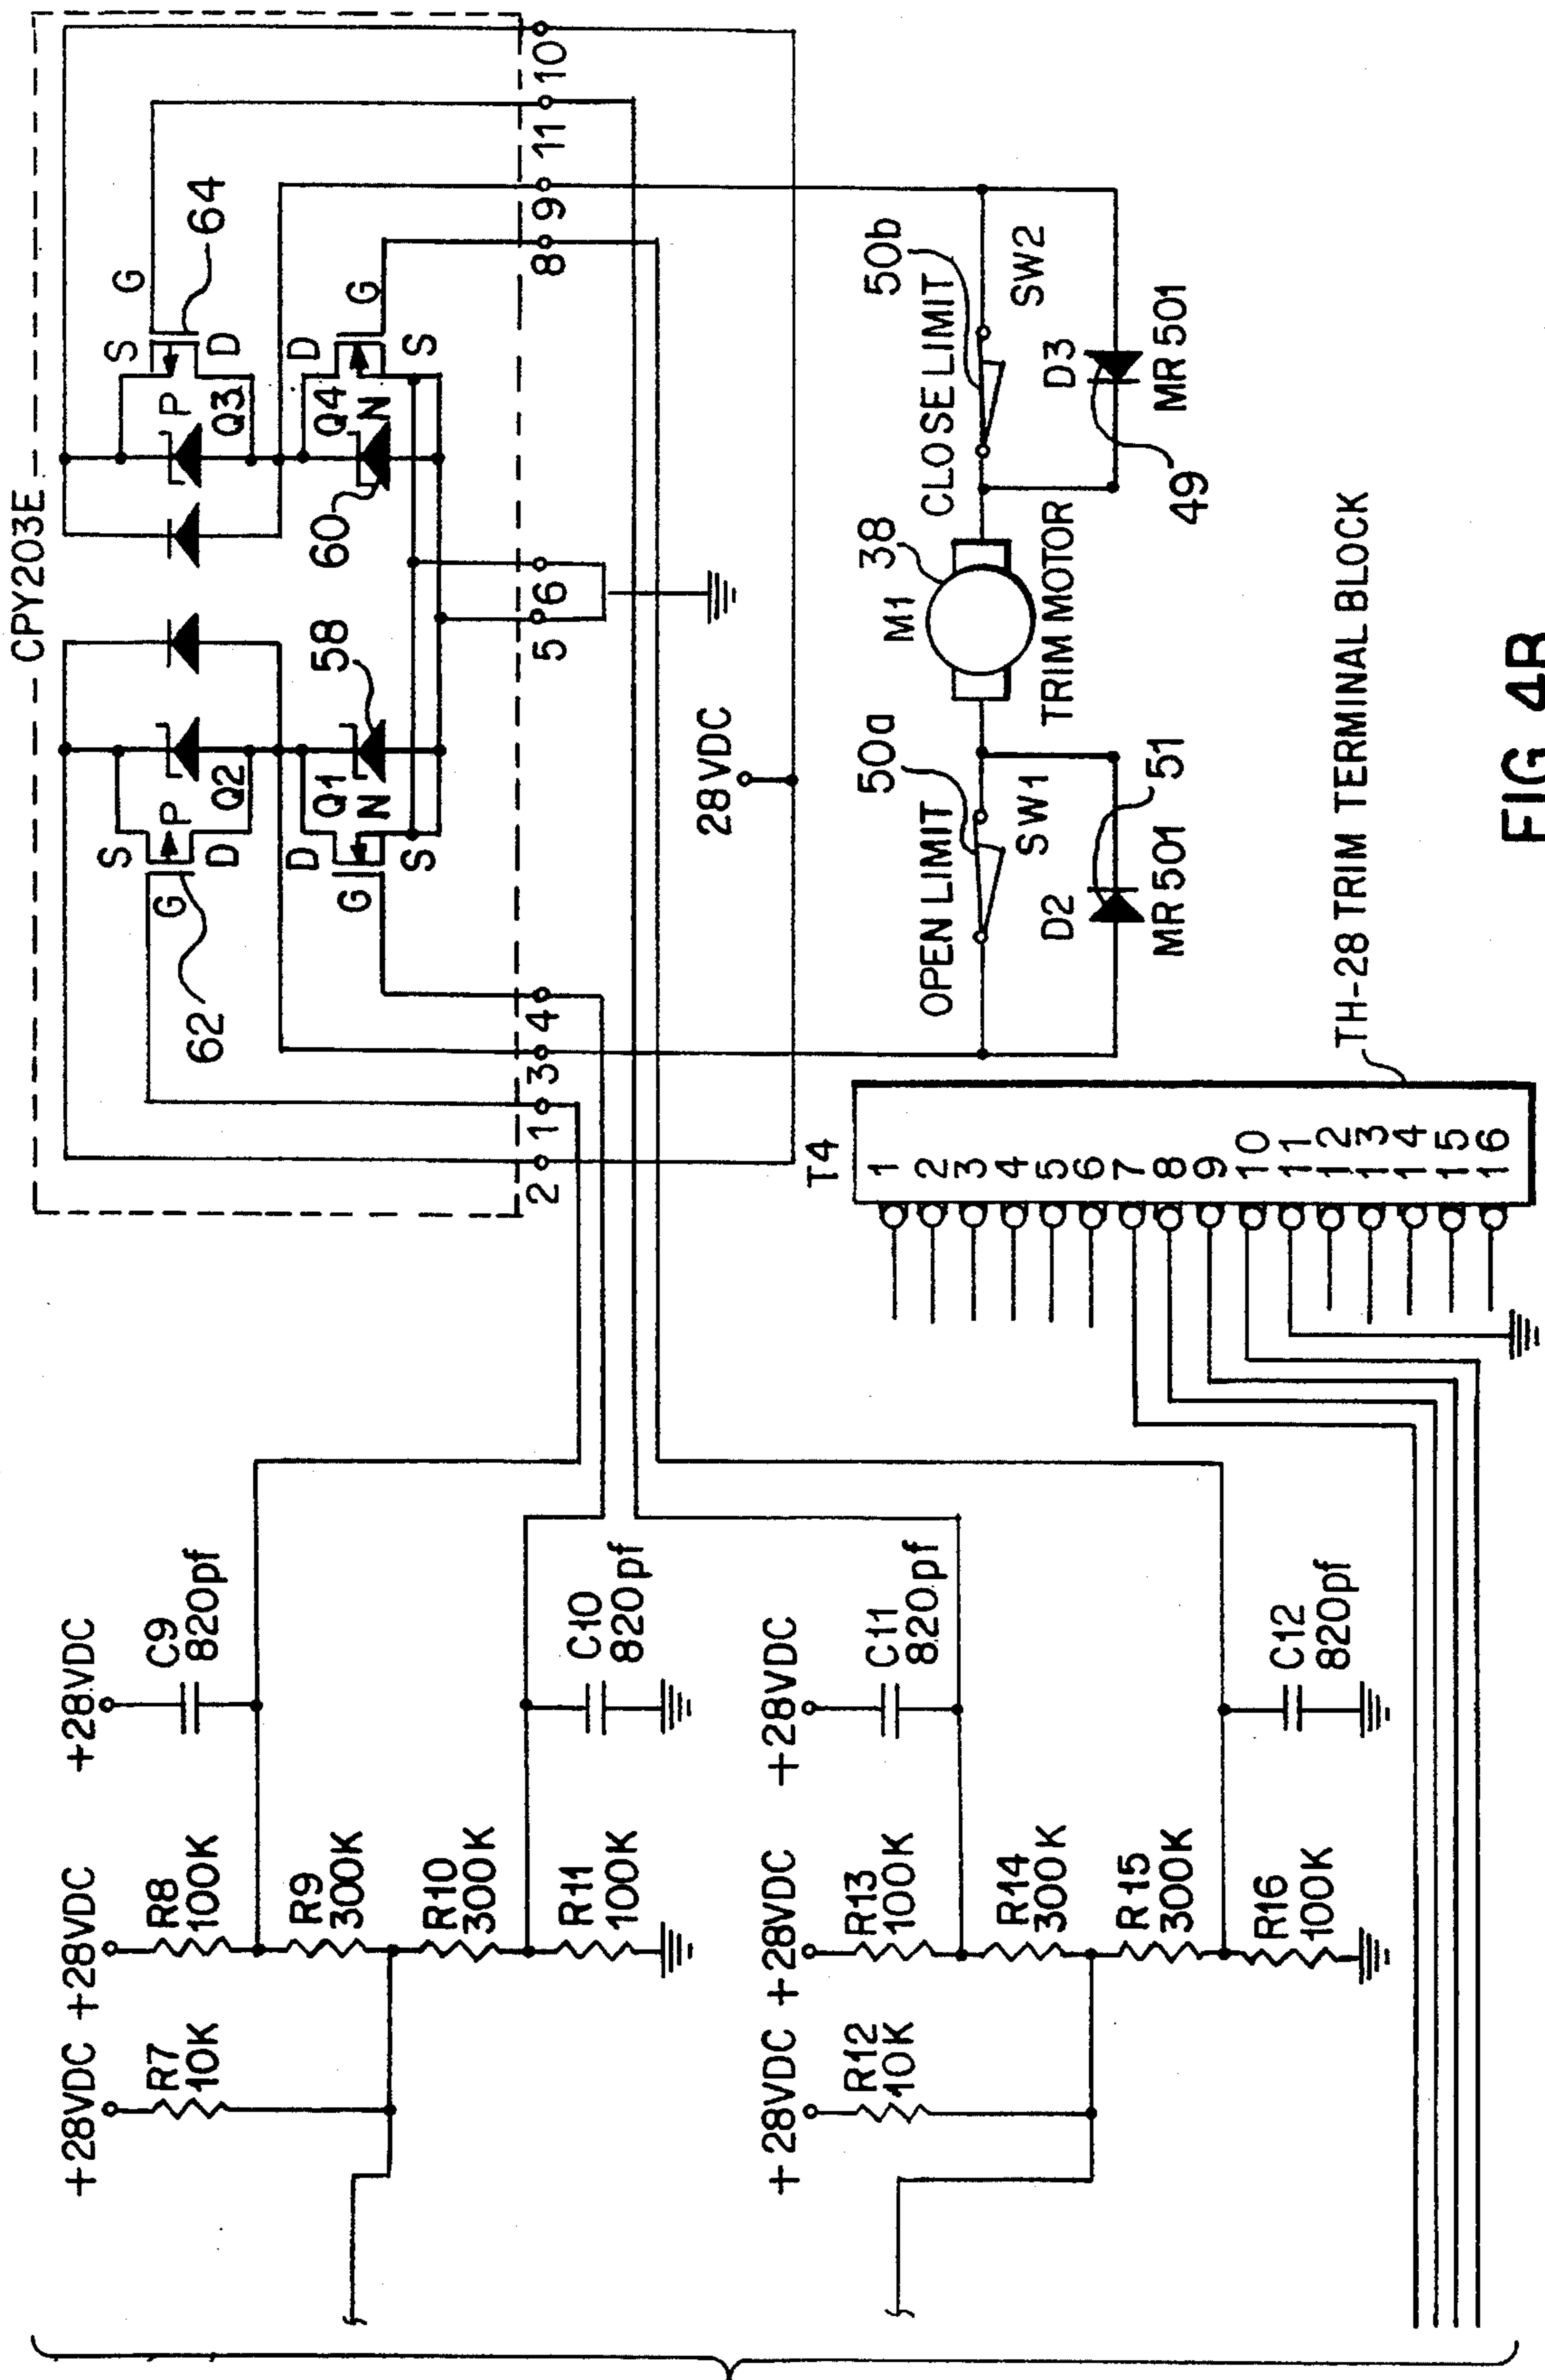 +28VDC
+28VDC
+28VDC
R7
10K
R8
100K
C9
820pf
R9
300K
R10
300K
C10
820pf
R11
100K
+28VDC
+28VDC
+28VDC
R12
10K
R13
100K
C11
820pf
R14
300K
R15
300K
C12
820pf
R16
100K
CPY203E
S
G
D
P
Q2
62
Q1
N
D
G
S
58
S
G
D
P
Q3
64
Q4
N
D
G
S
60
2
1
3
4
5
6
8
9
11
10
28VDC
OPEN LIMIT
50a
SW1
D2
MR501
51
M1
38
TRIM MOTOR
CLOSE LIMIT
50b
SW2
D3
MR501
49
T4
1
2
3
4
5
6
7
8
9
10
11
12
13
14
15
16
TH-28 TRIM TERMINAL BLOCK
FIG. 4B